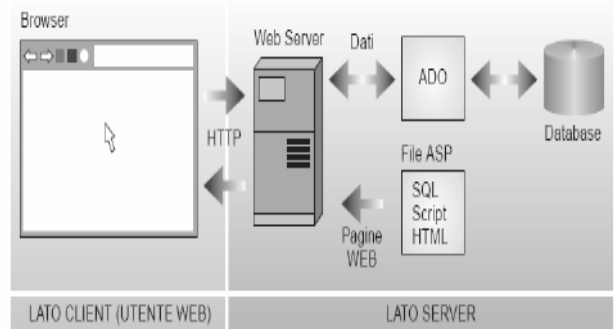 Browser
Web Server
Dati
ADO
Database
HTTP
File ASP
SQL
Script
HTML
Pagine
WEB
LATO CLIENT (UTENTE WEB)
LATO SERVER